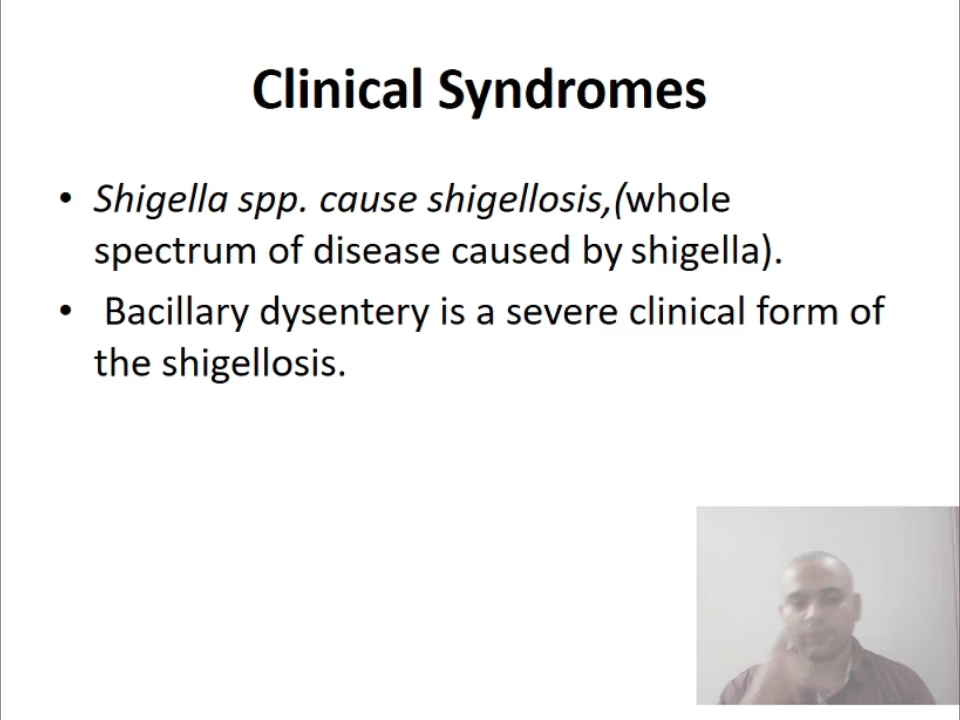 Clinical Syndromes
• Shigella spp. cause shigellosis,(whole
spectrum of disease caused by shigella).
• Bacillary dysentery is a severe clinical form of
the shigellosis.